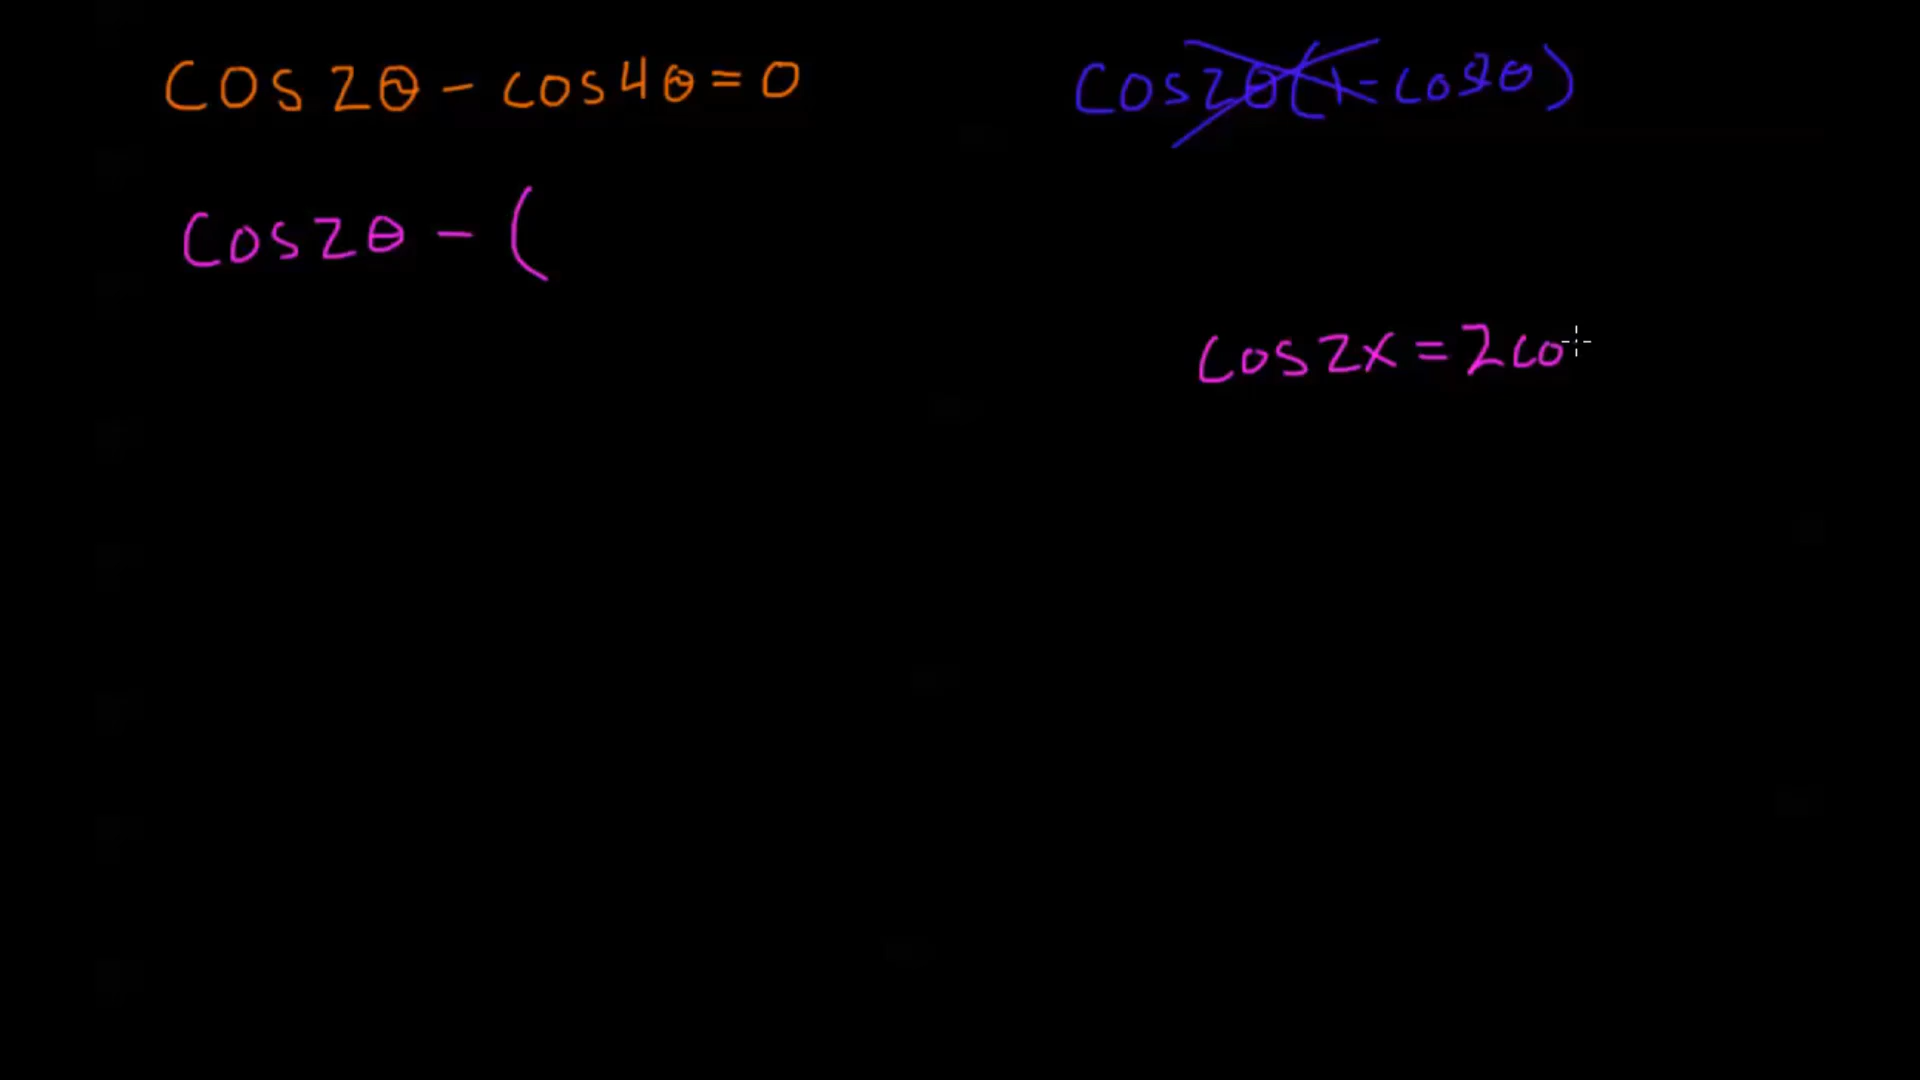 cos2θ - cos4θ = 0
cos2θ(1 - cos2θ)
cos2θ - (
cos2x = 2co